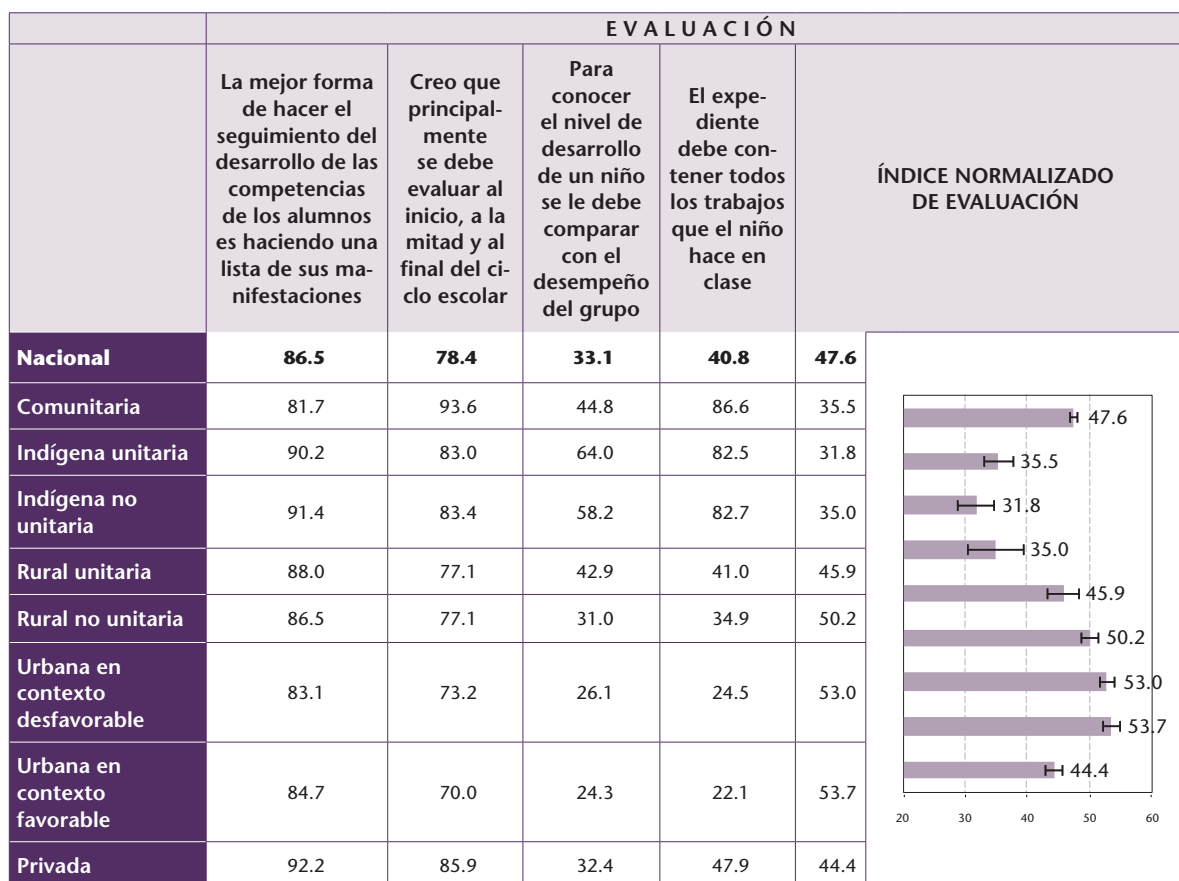 EVALUACIÓN
La mejor forma
de hacer el
seguimiento del
desarrollo de las
competencias
de los alumnos
es haciendo una
lista de sus ma-
nifestaciones
Creo que
principal-
mente
se debe
evaluar al
inicio, a la
mitad y al
final del ci-
clo escolar
Para
conocer
el nivel de
desarrollo
de un niño
se le debe
comparar
con el
desempeño
del grupo
El expe-
diente
debe con-
tener todos
los trabajos
que el niño
hace en
clase
ÍNDICE NORMALIZADO
DE EVALUACIÓN
Nacional 86.5 78.4 33.1 40.8 47.6
Comunitaria 81.7 93.6 44.8 86.6 35.5
Indígena unitaria 90.2 83.0 64.0 82.5 31.8
Indígena no
unitaria 91.4 83.4 58.2 82.7 35.0
Rural unitaria 88.0 77.1 42.9 41.0 45.9
Rural no unitaria 86.5 77.1 31.0 34.9 50.2
Urbana en
contexto
desfavorable 83.1 73.2 26.1 24.5 53.0
Urbana en
contexto
favorable 84.7 70.0 24.3 22.1 53.7
Privada 92.2 85.9 32.4 47.9 44.4
47.6
35.5
31.8
35.0
45.9
50.2
53.0
53.7
44.4
20 30 40 50 60